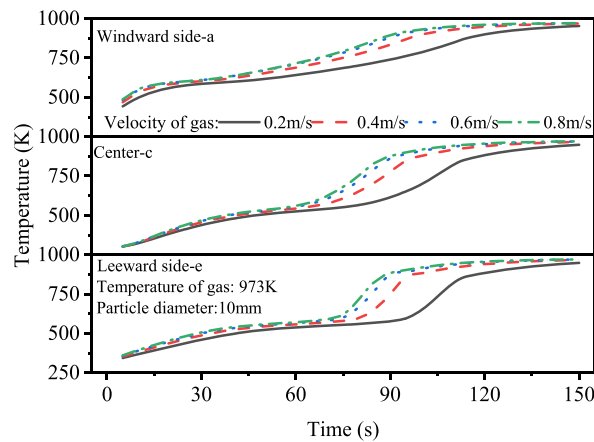 1000
Windward side-a
750
500
Velocity of gas: 0.2m/s 0.4m/s 0.6m/s 0.8m/s
1000
Center-c
750
500
1000
Leeward side-e
Temperature of gas: 973K
750
Particle diameter:10mm
500
250
0 30 60 90 120 150
Time (s)
Temperature (K)